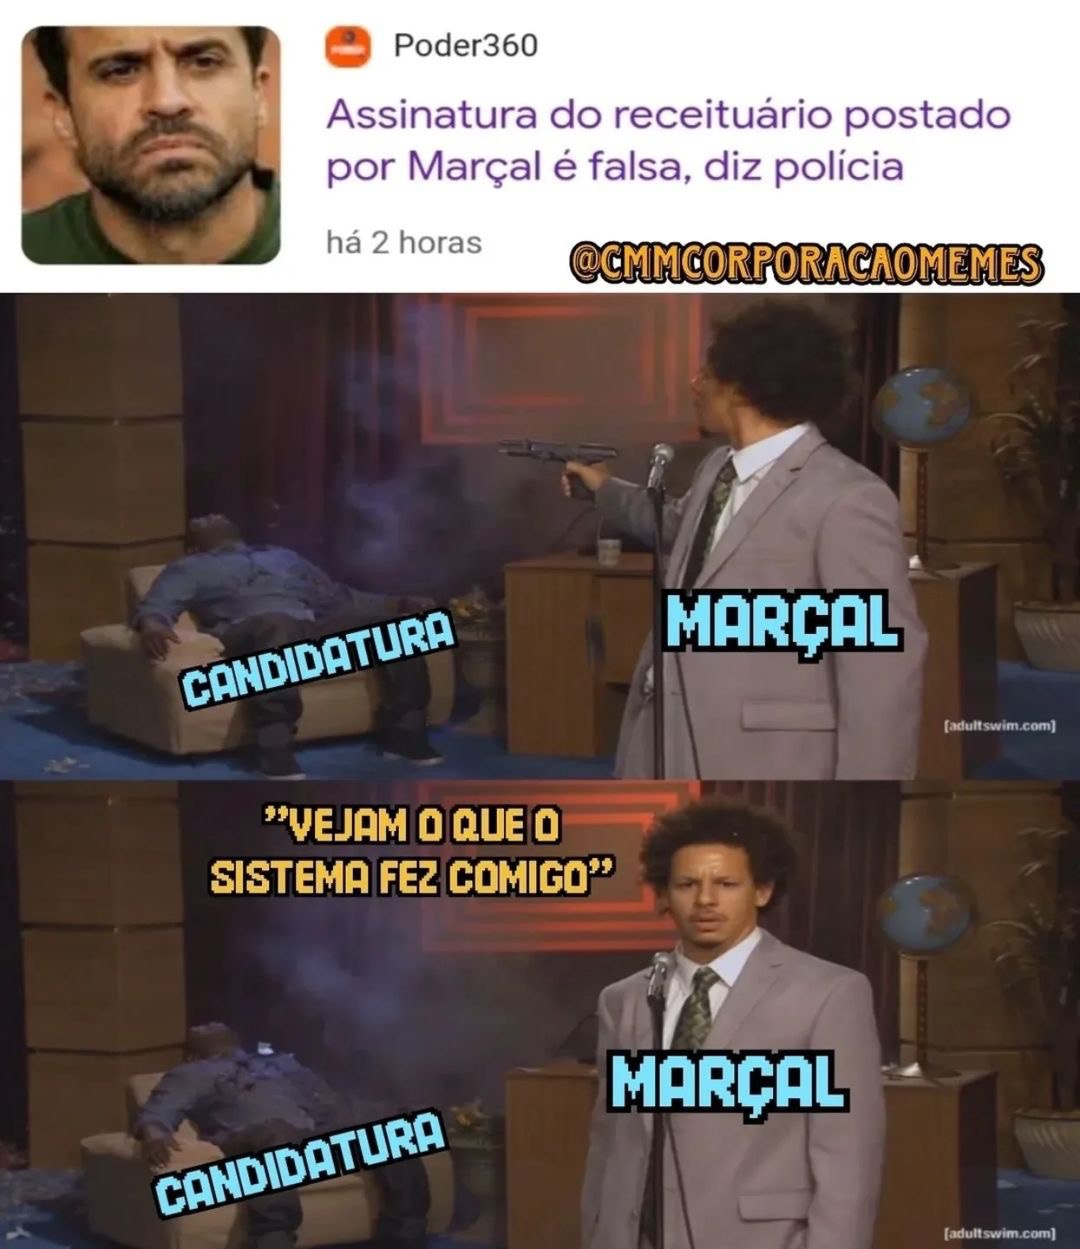 Poder360
Assinatura do receituário postado
por Marçal é falsa, diz polícia
há 2 horas
@CMMCORPORACAOMEMES
MARÇAL
CANDIDATURA
[adultswim.com]
"VEJAM O QUE O
SISTEMA FEZ COMIGO"
MARÇAL
CANDIDATURA
[adultswim.com]